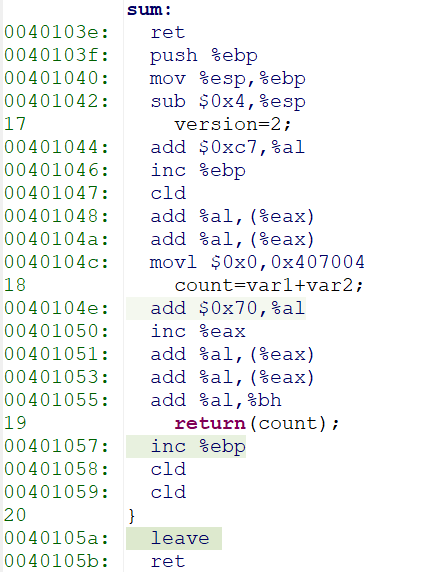 sum:
0040103e: ret
0040103f: push %ebp
00401040: mov %esp,%ebp
00401042: sub $0x4,%esp
17 version=2;
00401044: add $0xc7,%al
00401046: inc %ebp
00401047: cld
00401048: add %al,(%eax)
0040104a: add %al,(%eax)
0040104c: movl $0x0,0x407004
18 count=var1+var2;
0040104e: add $0x70,%al
00401050: inc %eax
00401051: add %al,(%eax)
00401053: add %al,(%eax)
00401055: add %al,%bh
19 return(count);
00401057: inc %ebp
00401058: cld
00401059: cld
20 }
0040105a: leave
0040105b: ret